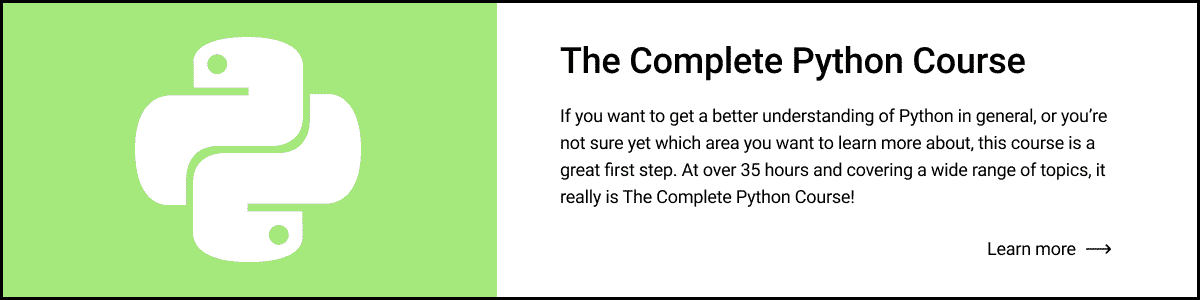 The Complete Python Course
If you want to get a better understanding of Python in general, or you’re
not sure yet which area you want to learn more about, this course is a
great first step. At over 35 hours and covering a wide range of topics, it
really is The Complete Python Course!
Learn more